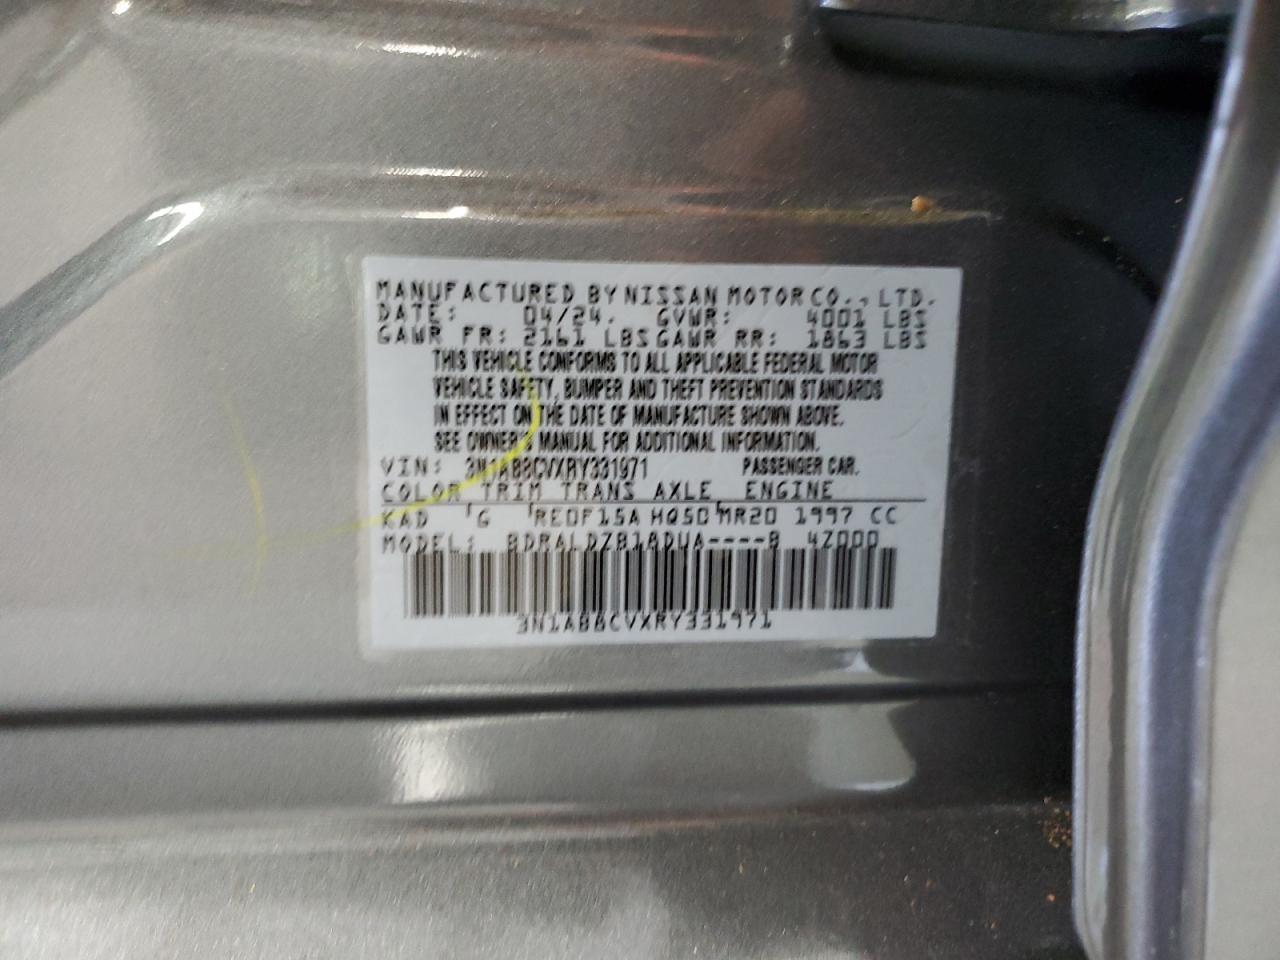 MANUFACTURED BY NISSAN MOTOR CO., LTD.
DATE: 04/24. GVWR: 4001 LBS
GAWR FR: 2161 LBS GAWR RR: 1863 LBS
THIS VEHICLE CONFORMS TO ALL APPLICABLE FEDERAL MOTOR
VEHICLE SAFETY, BUMPER AND THEFT PREVENTION STANDARDS
IN EFFECT ON THE DATE OF MANUFACTURE SHOWN ABOVE.
SEE OWNER'S MANUAL FOR ADDITIONAL INFORMATION.
VIN: 3N1AB8CVXRY331971 PASSENGER CAR.
COLOR TRIM TRANS AXLE ENGINE
KAD G RE0F15A HQ50 MR20 1997 CC
MODEL: BDRALDZB18DUA----B 4Z000
3N1AB8CVXRY331971